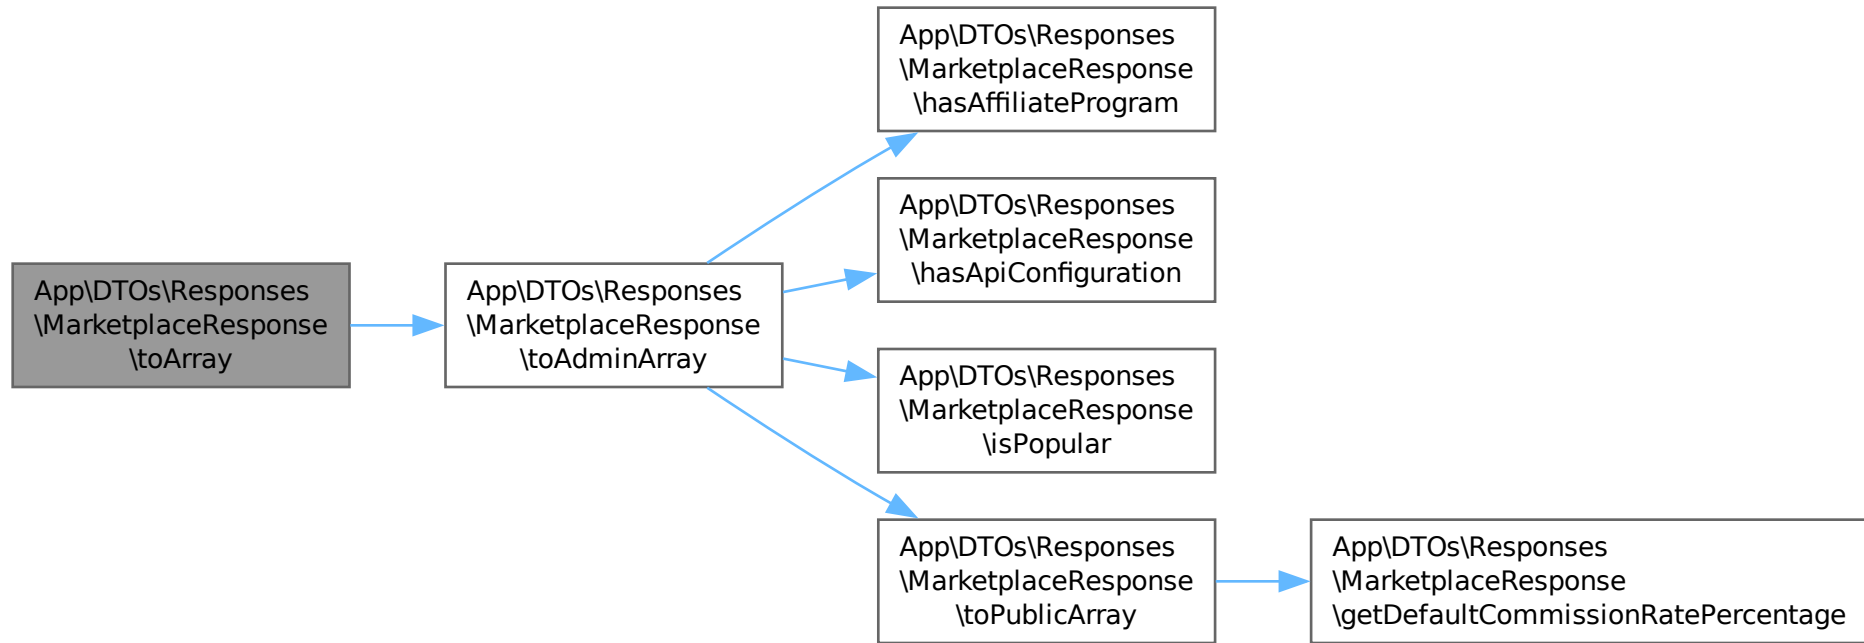 App\DTOs\Responses
\MarketplaceResponse
\toArray
App\DTOs\Responses
\MarketplaceResponse
\toAdminArray
App\DTOs\Responses
\MarketplaceResponse
\hasAffiliateProgram
App\DTOs\Responses
\MarketplaceResponse
\hasApiConfiguration
App\DTOs\Responses
\MarketplaceResponse
\isPopular
App\DTOs\Responses
\MarketplaceResponse
\toPublicArray
App\DTOs\Responses
\MarketplaceResponse
\getDefaultCommissionRatePercentage